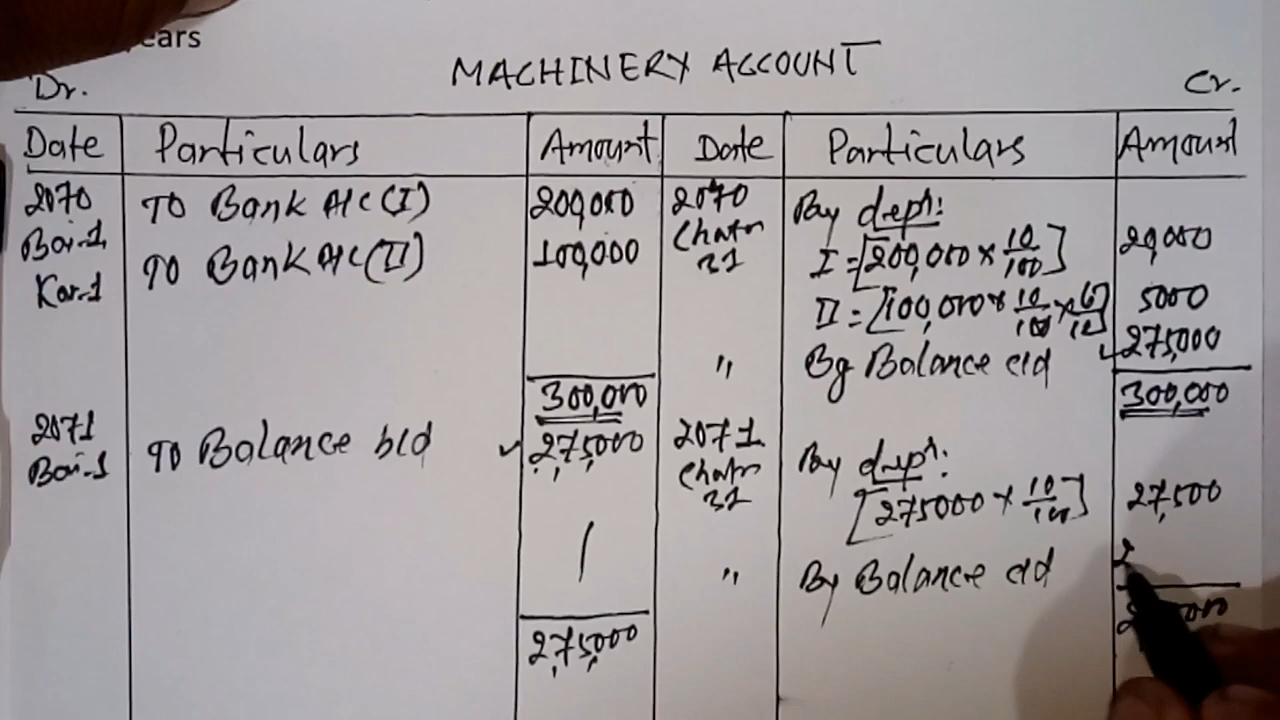 ears
MACHINERY ACCOUNT
Dr. Cr.
Date Particulars Amount Date Particulars Amount
2070 TO Bank A/C (I) 200,000 2070 By depn:
Bai-1 Chatra 31 I = [200,000 × 10/100] 20,000
Kar-1 TO Bank A/C (II) 100,000
II = [100,000 × 10/100 × 6/12] 5000
" By Balance c/d 275,000
300,000 300,000
2071 Bai-1 TO Balance b/d 275,000 2071 Chatra 31 By depn:
[275000 × 10/100] 27,500
" By Balance c/d 2
275,000